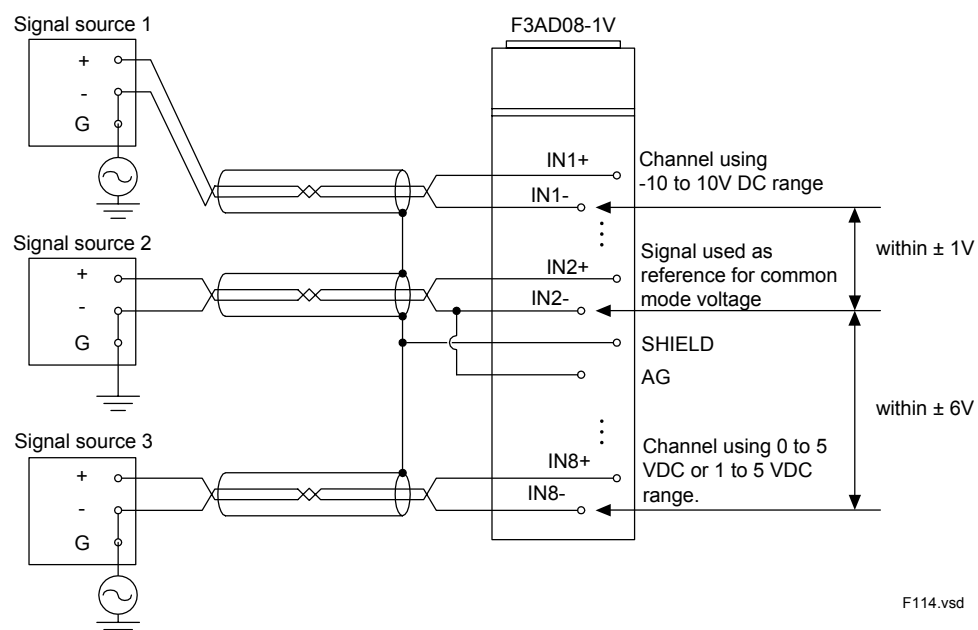 Signal source 1
+
-
G
Signal source 2
+
-
G
Signal source 3
+
-
G
F3AD08-1V
IN1+
IN1-
IN2+
IN2-
SHIELD
AG
IN8+
IN8-
Channel using
-10 to 10V DC range
Signal used as
reference for common
mode voltage
Channel using 0 to 5
VDC or 1 to 5 VDC
range.
within ± 1V
within ± 6V
F114.vsd